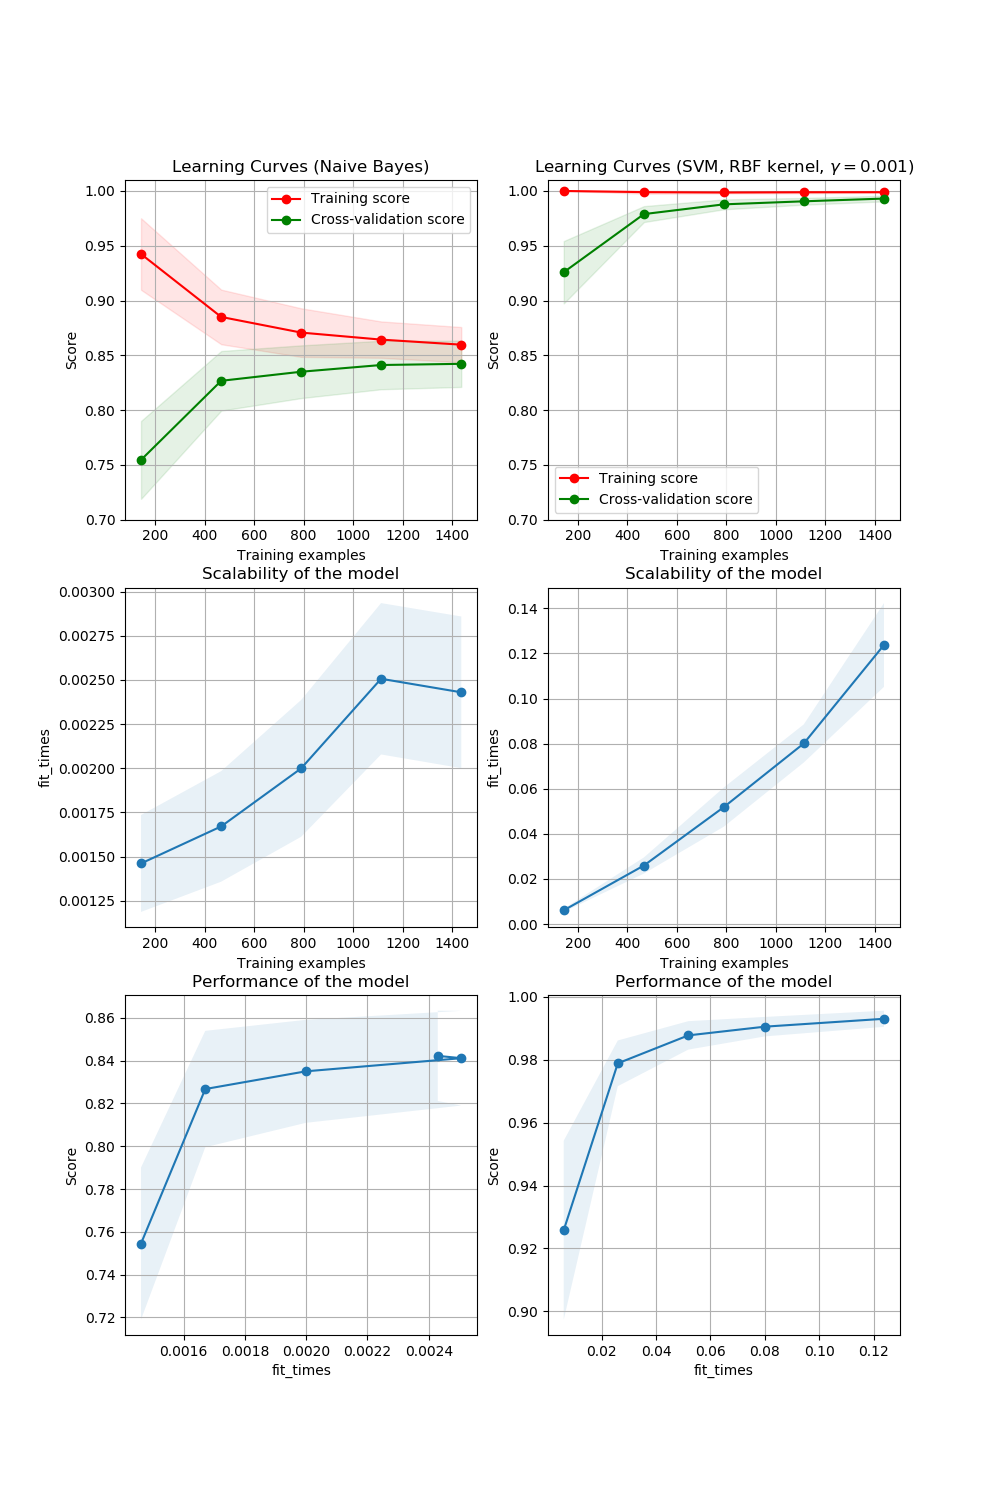 Learning Curves (Naive Bayes)
1.00
0.95
0.90
0.85
0.80
0.75
0.70
Score
Training score
Cross-validation score
200 400 600 800 1000 1200 1400
Training examples
Learning Curves (SVM, RBF kernel, γ = 0.001)
1.00
0.95
0.90
0.85
0.80
0.75
0.70
Score
Training score
Cross-validation score
200 400 600 800 1000 1200 1400
Training examples
Scalability of the model
0.00300
0.00275
0.00250
0.00225
0.00200
0.00175
0.00150
0.00125
fit_times
200 400 600 800 1000 1200 1400
Training examples
Scalability of the model
0.14
0.12
0.10
0.08
0.06
0.04
0.02
0.00
fit_times
200 400 600 800 1000 1200 1400
Training examples
Performance of the model
0.86
0.84
0.82
0.80
0.78
0.76
0.74
0.72
Score
0.0016 0.0018 0.0020 0.0022 0.0024
fit_times
Performance of the model
1.00
0.98
0.96
0.94
0.92
0.90
Score
0.02 0.04 0.06 0.08 0.10 0.12
fit_times